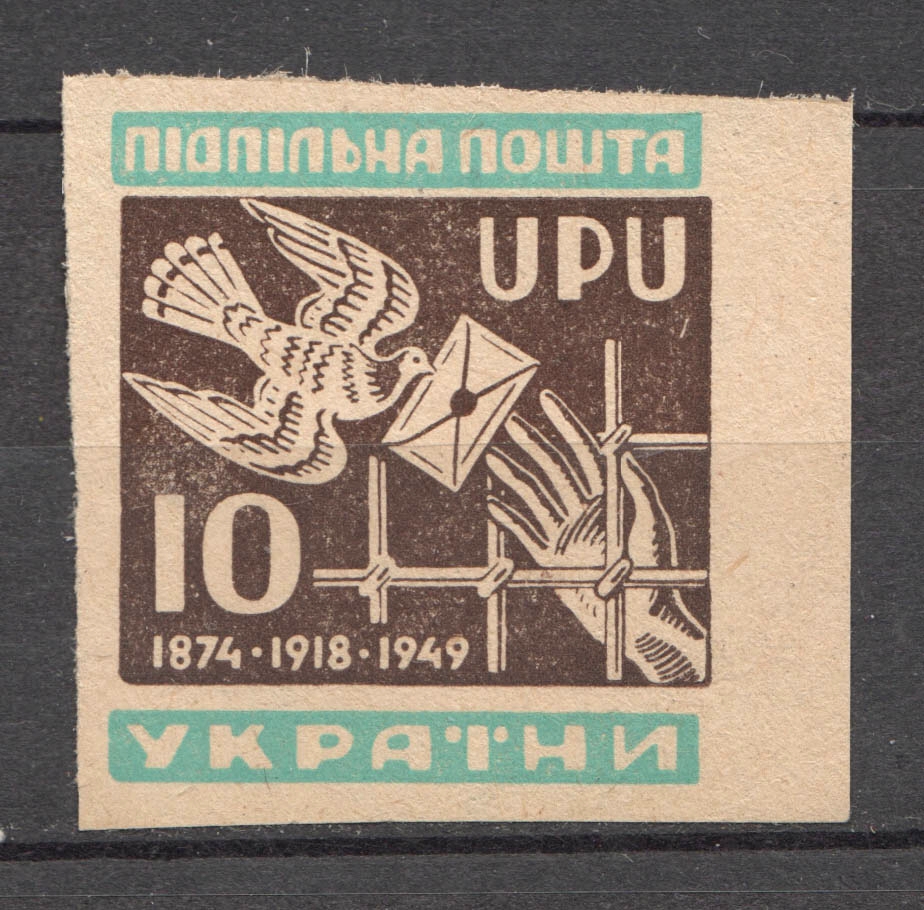 ПІДПІЛЬНА ПОШТА
UPU
10
1874·1918·1949
УКРАЇНИ